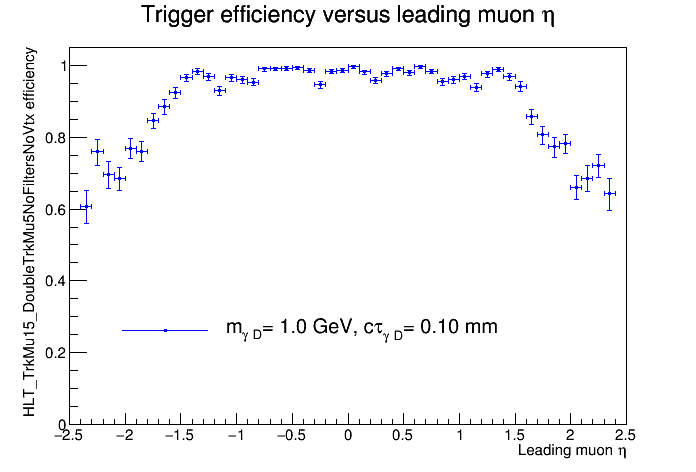 Trigger efficiency versus leading muon η
HLT_TrkMu15_DoubleTrkMu5NoFiltersNoVtx efficiency
1
0.8
0.6
0.4
0.2
0
m_γ D= 1.0 GeV, cτ_γ D= 0.10 mm
−2.5 −2 −1.5 −1 −0.5 0 0.5 1 1.5 2 2.5
Leading muon η